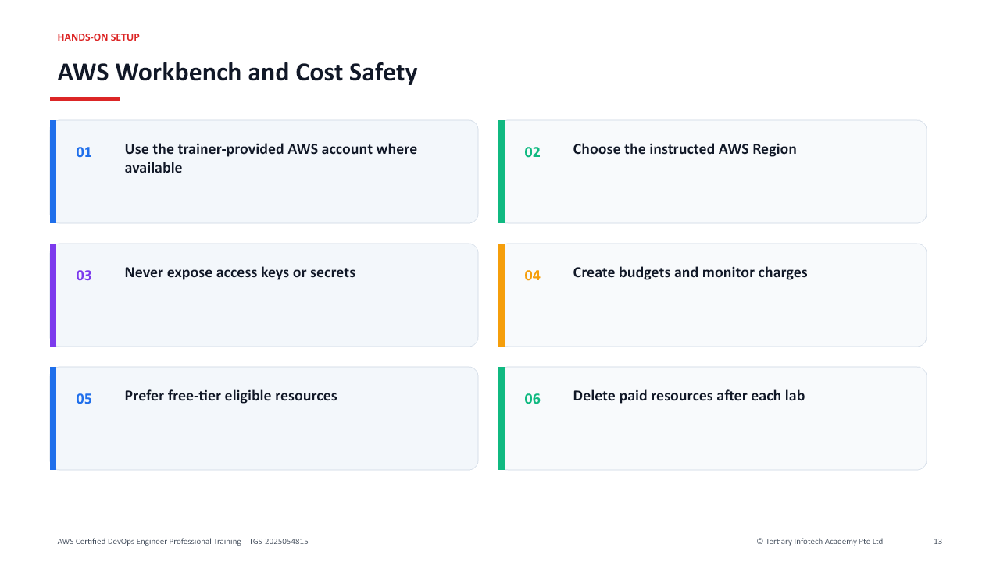 HANDS-ON SETUP
AWS Workbench and Cost Safety
01
Use the trainer-provided AWS account where
available
02
Choose the instructed AWS Region
03
Never expose access keys or secrets
04
Create budgets and monitor charges
05
Prefer free-tier eligible resources
06
Delete paid resources after each lab
AWS Certified DevOps Engineer Professional Training | TGS-2025054815
© Tertiary Infotech Academy Pte Ltd
13